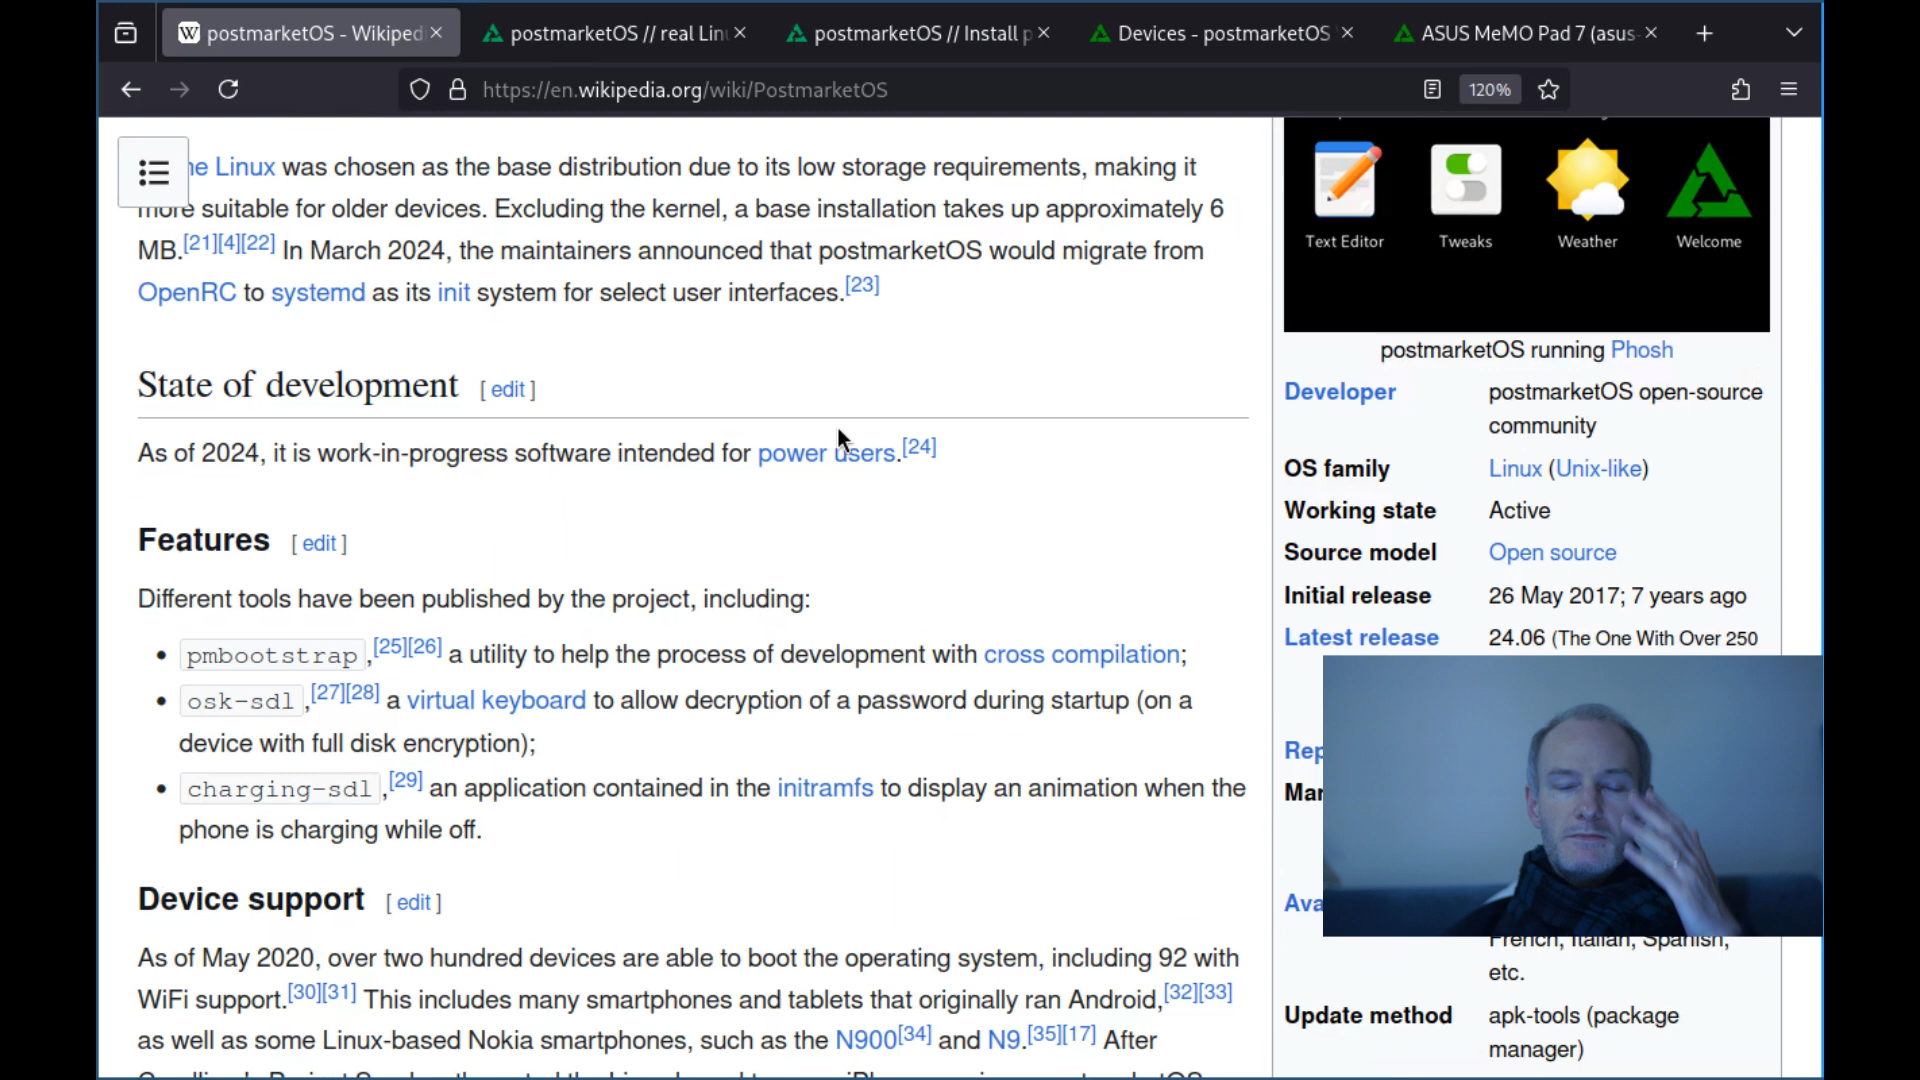 postmarketOS - Wikiped
postmarketOS // real Lin
postmarketOS // Install p
Devices - postmarketOS
ASUS MeMO Pad 7 (asus-
https://en.wikipedia.org/wiki/PostmarketOS
120%
ne Linux was chosen as the base distribution due to its low storage requirements, making it
more suitable for older devices. Excluding the kernel, a base installation takes up approximately 6
MB.[21][4][22] In March 2024, the maintainers announced that postmarketOS would migrate from
OpenRC to systemd as its init system for select user interfaces.[23]
State of development [ edit ]
As of 2024, it is work-in-progress software intended for power users.[24]
Features [ edit ]
Different tools have been published by the project, including:
• pmbootstrap,[25][26] a utility to help the process of development with cross compilation;
• osk-sdl,[27][28] a virtual keyboard to allow decryption of a password during startup (on a
device with full disk encryption);
• charging-sdl,[29] an application contained in the initramfs to display an animation when the
phone is charging while off.
Device support [ edit ]
As of May 2020, over two hundred devices are able to boot the operating system, including 92 with
WiFi support.[30][31] This includes many smartphones and tablets that originally ran Android,[32][33]
as well as some Linux-based Nokia smartphones, such as the N900[34] and N9.[35][17] After
Text Editor
Tweaks
Weather
Welcome
postmarketOS running Phosh
Developer postmarketOS open-source
community
OS family Linux (Unix-like)
Working state Active
Source model Open source
Initial release 26 May 2017; 7 years ago
Latest release 24.06 (The One With Over 250
Rep
Mar
Ava
French, Italian, Spanish,
etc.
Update method apk-tools (package
manager)